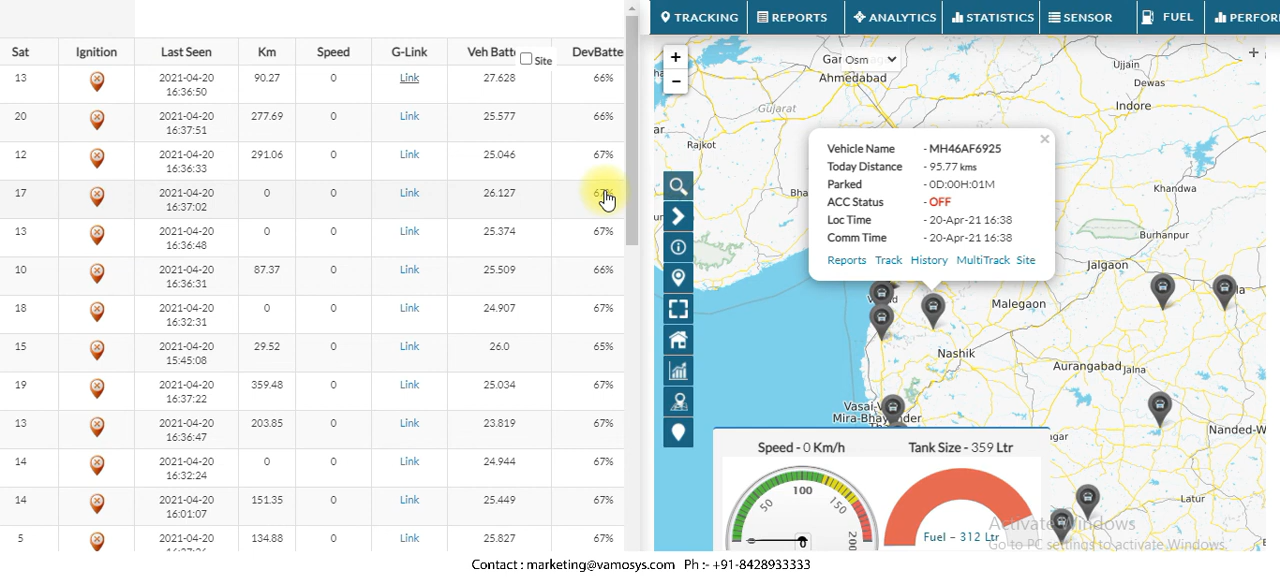 TRACKING REPORTS ANALYTICS STATISTICS SENSOR FUEL PERFOR
Sat Ignition Last Seen Km Speed G-Link Veh Batte Site DevBatte
13 2021-04-20 16:36:50 90.27 0 Link 27.628 66%
20 2021-04-20 16:37:51 277.69 0 Link 25.577 66%
12 2021-04-20 16:36:33 291.06 0 Link 25.046 67%
17 2021-04-20 16:37:02 0 0 Link 26.127 67%
13 2021-04-20 16:36:48 0 0 Link 25.374 67%
10 2021-04-20 16:36:31 87.37 0 Link 25.509 66%
18 2021-04-20 16:32:31 0 0 Link 24.907 67%
15 2021-04-20 15:45:08 29.52 0 Link 26.0 65%
19 2021-04-20 16:37:22 359.48 0 Link 25.034 67%
13 2021-04-20 16:36:47 203.85 0 Link 23.819 67%
14 2021-04-20 16:32:24 0 0 Link 24.944 67%
14 2021-04-20 16:01:07 151.35 0 Link 25.449 67%
5 2021-04-20 134.88 0 Link 25.827 67%
+
−
Osm
Ahmedabad
Ujjain
Dewas
Indore
Gujarat
Rajkot
Khandwa
Burhanpur
Jalgaon
Malegaon
Nashik
Aurangabad
Jalna
Vasai-V
Mira-Bhayander
Nanded-W
Latur
Vehicle Name - MH46AF6925
Today Distance - 95.77 kms
Parked - 0D:00H:01M
ACC Status - OFF
Loc Time - 20-Apr-21 16:38
Comm Time - 20-Apr-21 16:38
Reports Track History MultiTrack Site
Speed - 0 Km/h Tank Size - 359 Ltr
50 100 150 200
0
Fuel - 312 Ltr
Activate Windows
Go to PC settings to activate Windows.
Contact : marketing@vamosys.com Ph :- +91-8428933333